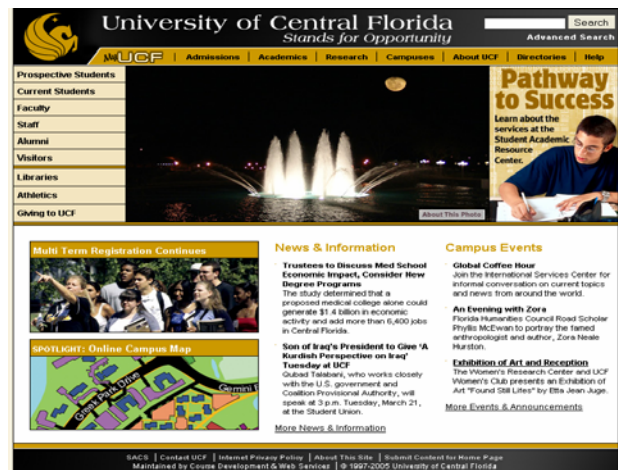 University of Central Florida
Stands for Opportunity
Search
Advanced Search
MyUCF | Admissions | Academics | Research | Campuses | About UCF | Directories | Help
Prospective Students
Current Students
Faculty
Staff
Alumni
Visitors
Libraries
Athletics
Giving to UCF
About This Photo
Pathway
to Success
Learn about the
services at the
Student Academic
Resource
Center.
Multi Term Registration Continues
SPOTLIGHT: Online Campus Map
Greek Park Drive
Gemini
News & Information
Trustees to Discuss Med School
Economic Impact, Consider New
Degree Programs
The study determined that a
proposed medical college alone could
generate $1.4 billion in economic
activity and add more than 6,400 jobs
in Central Florida.
Son of Iraq's President to Give 'A
Kurdish Perspective on Iraq'
Tuesday at UCF
Qubad Talabani, who works closely
with the U.S. government and
Coalition Provisional Authority, will
speak at 3 p.m. Tuesday, March 21,
at the Student Union.
More News & Information
Campus Events
Global Coffee Hour
Join the International Services Center for
informal conversation on current topics
and news from around the world.
An Evening with Zora
Florida Humanities Council Road Scholar
Phyllis McEwan to portray the famed
anthropologist and author, Zora Neale
Hurston.
Exhibition of Art and Reception
The Women's Research Center and UCF
Women's Club presents an Exhibition of
Art "Found Still Lifes" by Etta Jean Juge.
More Events & Announcements
SACS | Contact UCF | Internet Privacy Policy | About This Site | Submit Content for Home Page
Maintained by Course Development & Web Services | © 1997-2005 University of Central Florida